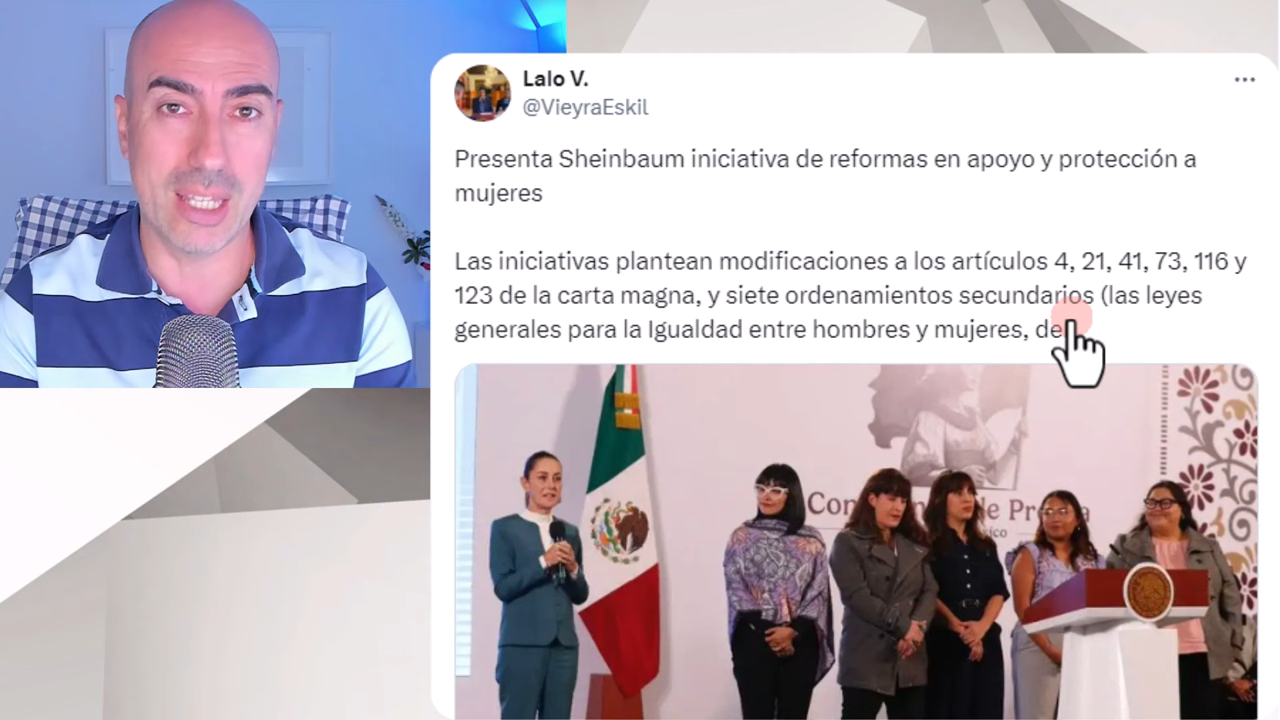 Lalo V.
@VieyraEskil
Presenta Sheinbaum iniciativa de reformas en apoyo y protección a
mujeres
Las iniciativas plantean modificaciones a los artículos 4, 21, 41, 73, 116 y
123 de la carta magna, y siete ordenamientos secundarios (las leyes
generales para la Igualdad entre hombres y mujeres, de